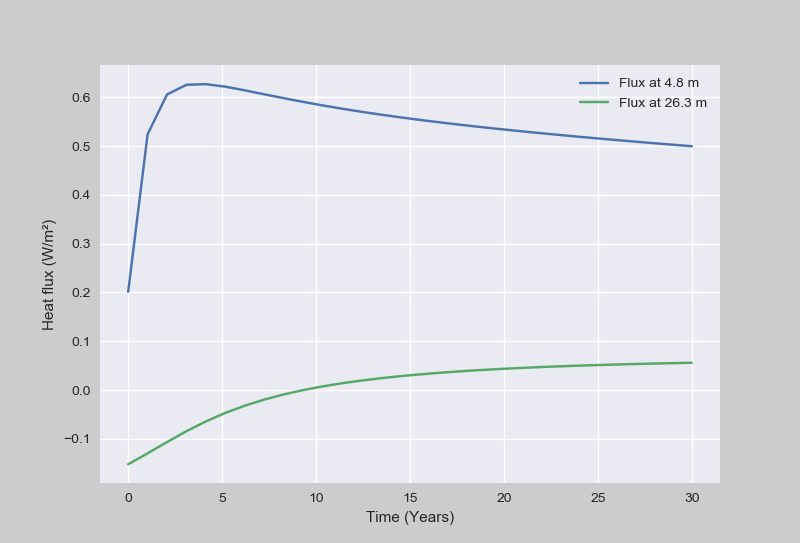 Flux at 4.8 m
Flux at 26.3 m
0.6
0.5
0.4
0.3
0.2
0.1
0.0
−0.1
Heat flux (W/m²)
0 5 10 15 20 25 30
Time (Years)